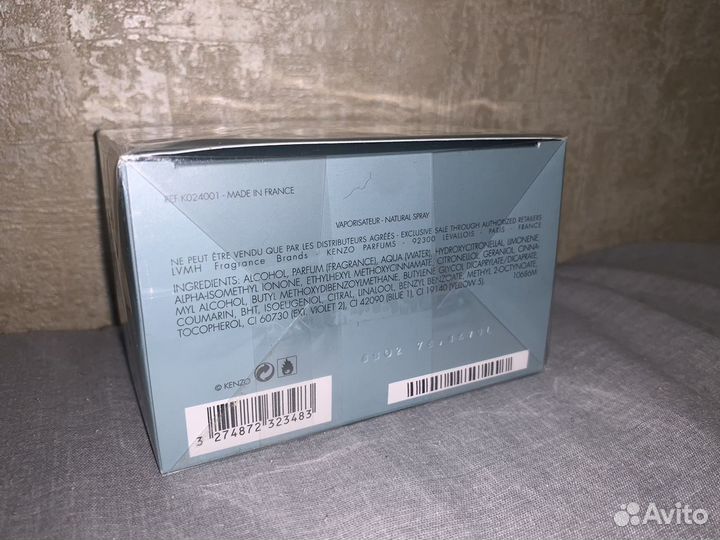 REF K024001 - MADE IN FRANCE
VAPORISATEUR - NATURAL SPRAY
NE PEUT ÊTRE VENDU QUE PAR LES DISTRIBUTEURS AGRÉÉS - EXCLUSIVE SALE THROUGH AUTHORIZED RETAILERS
LVMH Fragrance Brands - KENZO PARFUMS - 92300 LEVALLOIS - PARIS - FRANCE
INGREDIENTS: ALCOHOL, PARFUM (FRAGRANCE), AQUA (WATER), HYDROXYCITRONELLAL, LIMONENE,
ALPHA-ISOMETHYL IONONE, ETHYLHEXYL METHOXYCINNAMATE, CITRONELLOL, GERANIOL, CINNA-
MYL ALCOHOL, BUTYL METHOXYDIBENZOYLMETHANE, BUTYLENE GLYCOL DICAPRYLATE/DICAPRATE,
COUMARIN, BHT, ISOEUGENOL, CITRAL, LINALOOL, BENZYL BENZOATE, METHYL 2-OCTYNOATE,
TOCOPHEROL, CI 60730 (EXT. VIOLET 2), CI 42090 (BLUE 1), CI 19140 (YELLOW 5). 10686M
© KENZO
3 274872 323483
Avito